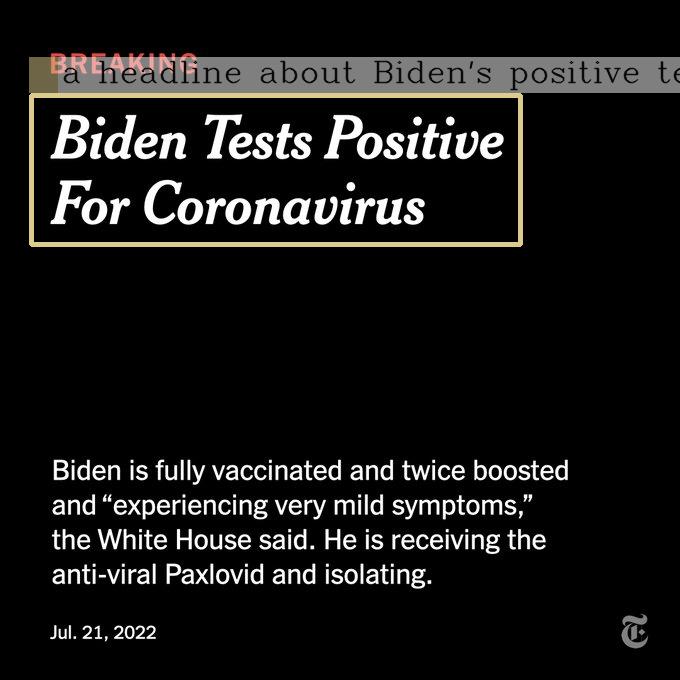 BREAKING
a headline about Biden's positive te
Biden Tests Positive
For Coronavirus
Biden is fully vaccinated and twice boosted
and “experiencing very mild symptoms,”
the White House said. He is receiving the
anti-viral Paxlovid and isolating.
Jul. 21, 2022
T